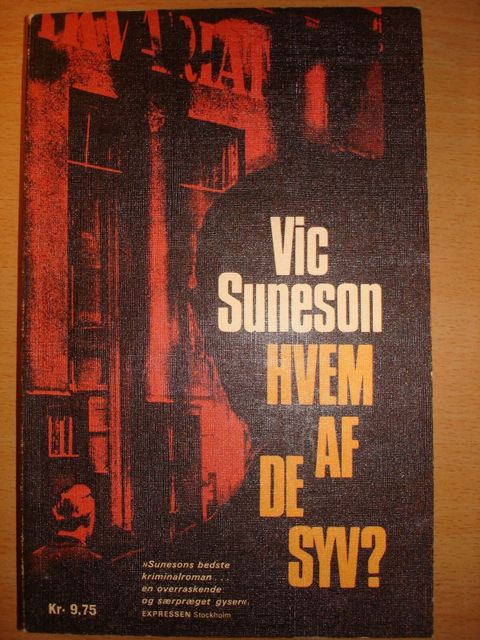 Vic
Suneson
HVEM
AF
DE
SYV?
»Sunesons bedste
kriminalroman . . .
en overraskende
og særpræget gyser«.
EXPRESSEN Stockholm
Kr. 9,75